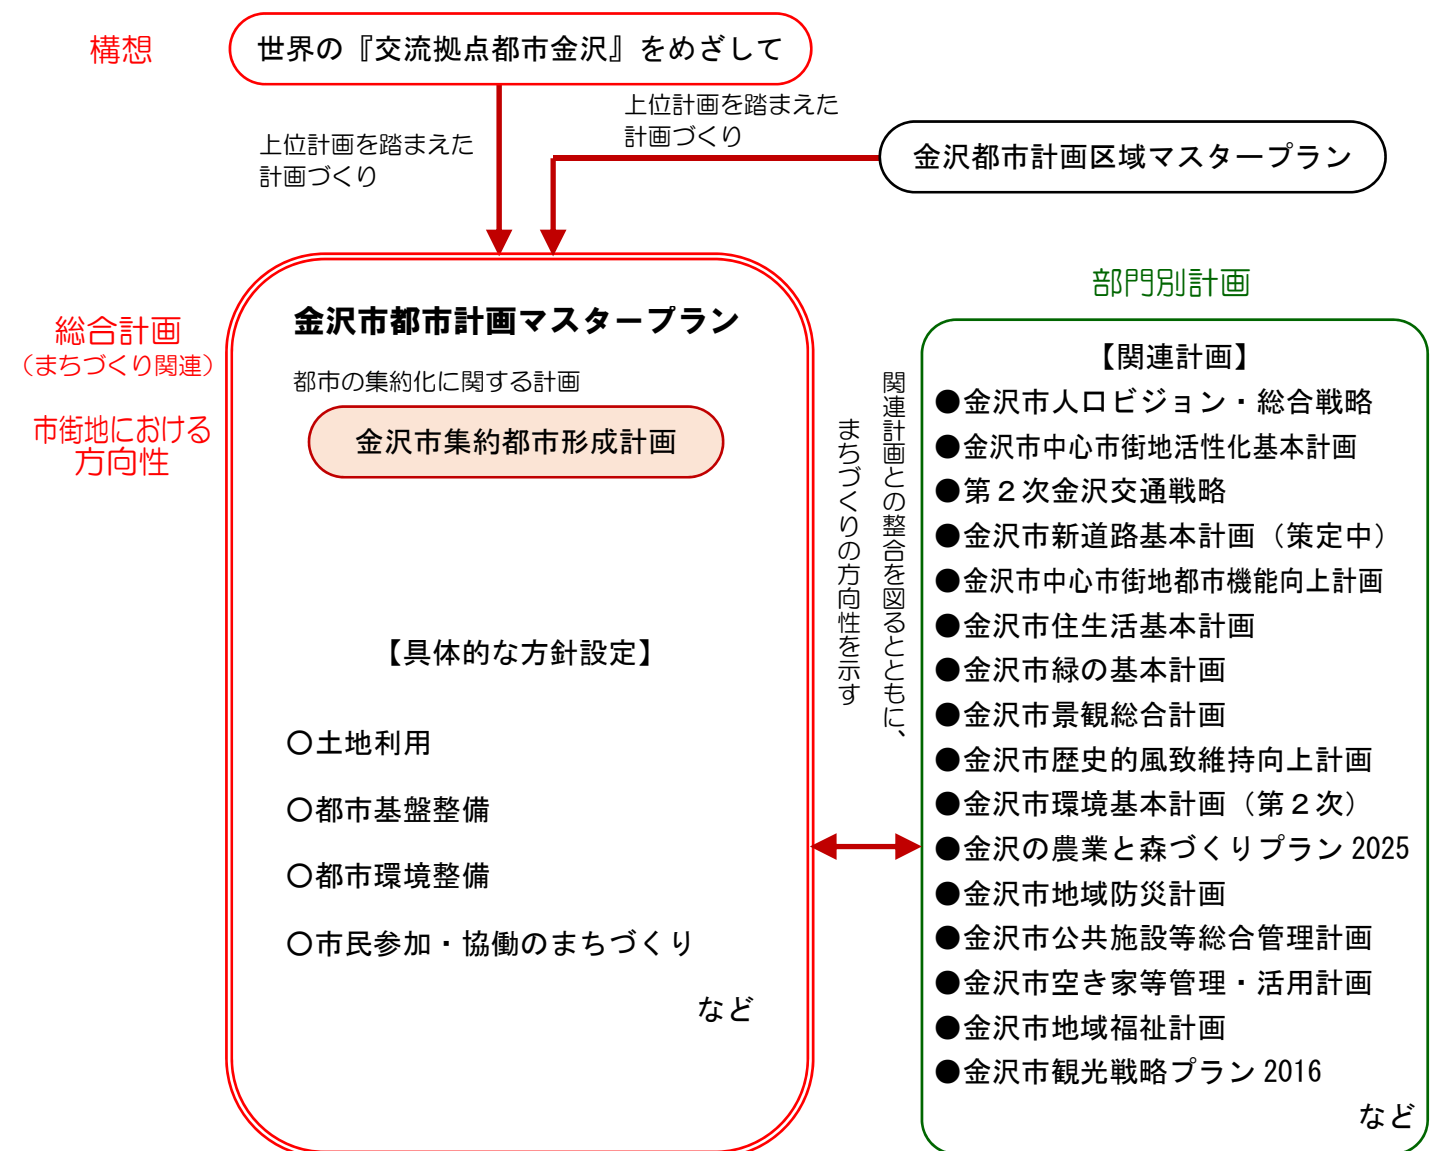 構想
世界の『交流拠点都市金沢』をめざして
上位計画を踏まえた
計画づくり
上位計画を踏まえた
計画づくり
金沢都市計画区域マスタープラン
総合計画
（まちづくり関連）
市街地における
方向性
金沢市都市計画マスタープラン
都市の集約化に関する計画
金沢市集約都市形成計画
【具体的な方針設定】
〇土地利用
〇都市基盤整備
〇都市環境整備
〇市民参加・協働のまちづくり
など
関連計画との整合を図るとともに、
まちづくりの方向性を示す
部門別計画
【関連計画】
●金沢市人口ビジョン・総合戦略
●金沢市中心市街地活性化基本計画
●第２次金沢交通戦略
●金沢市新道路基本計画（策定中）
●金沢市中心市街地都市機能向上計画
●金沢市住生活基本計画
●金沢市緑の基本計画
●金沢市景観総合計画
●金沢市歴史的風致維持向上計画
●金沢市環境基本計画（第２次）
●金沢の農業と森づくりプラン 2025
●金沢市地域防災計画
●金沢市公共施設等総合管理計画
●金沢市空き家等管理・活用計画
●金沢市地域福祉計画
●金沢市観光戦略プラン 2016
など